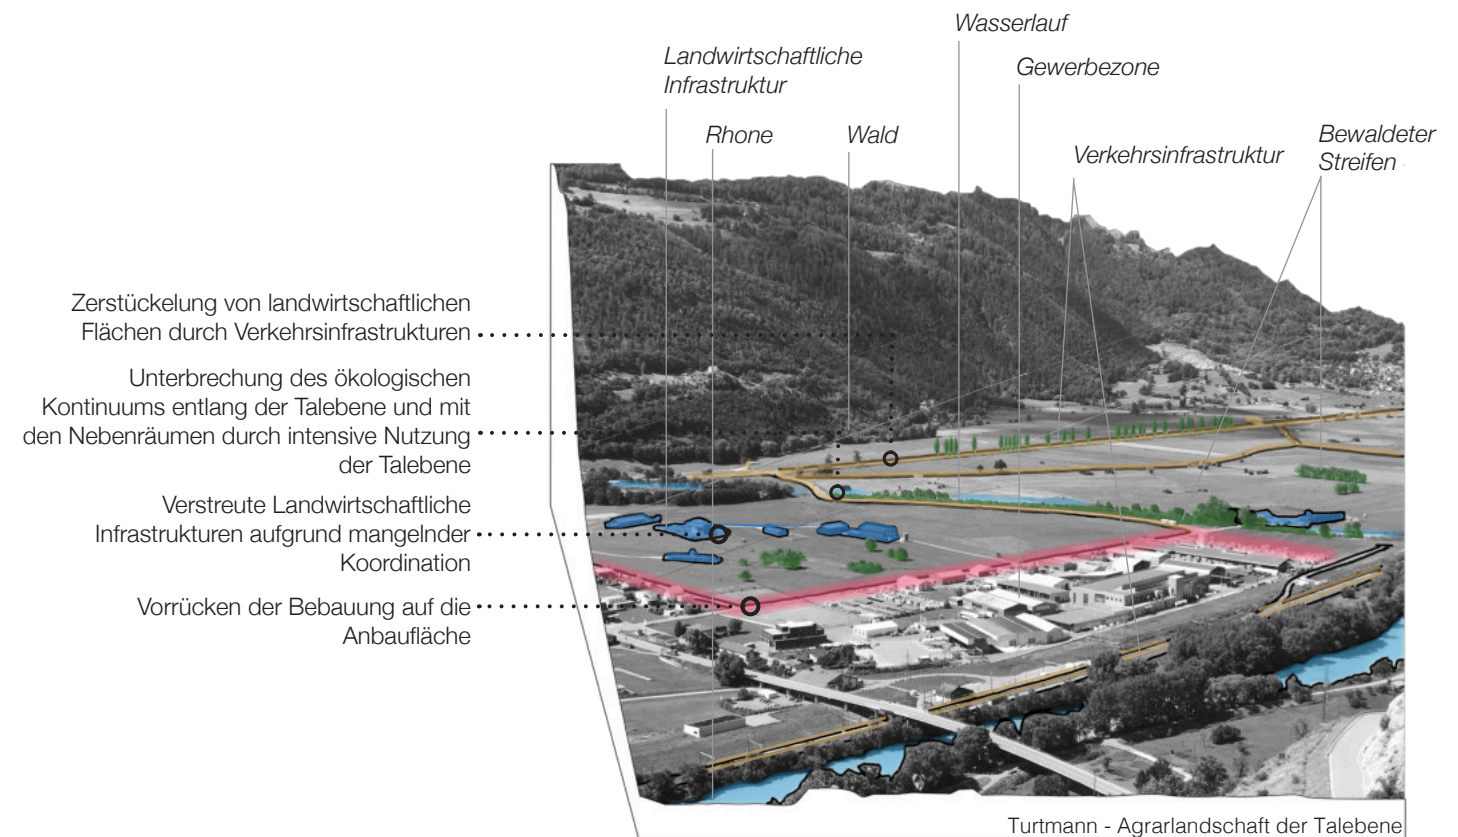 Wasserlauf
Landwirtschaftliche
Infrastruktur
Gewerbezone
Rhone
Wald
Verkehrsinfrastruktur
Bewaldeter
Streifen
Zerstückelung von landwirtschaftlichen
Flächen durch Verkehrsinfrastrukturen
Unterbrechung des ökologischen
Kontinuums entlang der Talebene und mit
den Nebenräumen durch intensive Nutzung
der Talebene
Verstreute Landwirtschaftliche
Infrastrukturen aufgrund mangelnder
Koordination
Vorrücken der Bebauung auf die
Anbaufläche
Turtmann - Agrarlandschaft der Talebene